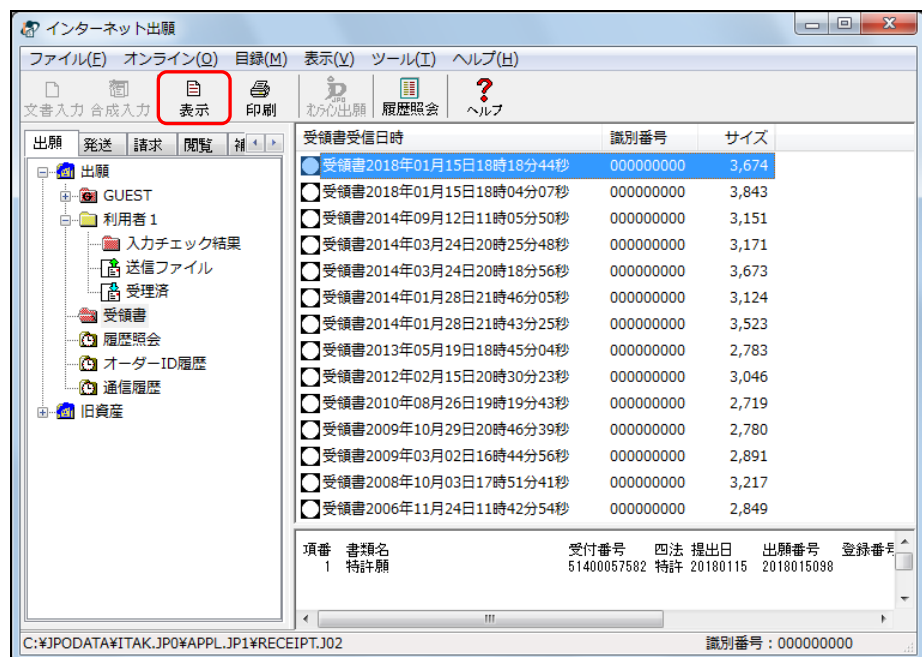 インターネット出願
ファイル(F) オンライン(O) 目録(M) 表示(V) ツール(T) ヘルプ(H)
文書入力 合成入力 表示 印刷 オンライン出願 履歴照会 ヘルプ
出願 発送 請求 閲覧 補
出願
GUEST
利用者1
入力チェック結果
送信ファイル
受理済
受領書
履歴照会
オーダーID履歴
通信履歴
旧資産
受領書受信日時 識別番号 サイズ
受領書2018年01月15日18時18分44秒 000000000 3,674
受領書2018年01月15日18時04分07秒 000000000 3,843
受領書2014年09月12日11時05分50秒 000000000 3,151
受領書2014年03月24日20時25分48秒 000000000 3,171
受領書2014年03月24日20時18分56秒 000000000 3,673
受領書2014年01月28日21時46分05秒 000000000 3,124
受領書2014年01月28日21時43分25秒 000000000 3,523
受領書2013年05月19日18時45分04秒 000000000 2,783
受領書2012年02月15日20時30分23秒 000000000 3,046
受領書2010年08月26日19時19分43秒 000000000 2,719
受領書2009年10月29日20時46分39秒 000000000 2,780
受領書2009年03月02日16時44分56秒 000000000 2,891
受領書2008年10月03日17時51分41秒 000000000 3,217
受領書2006年11月24日11時42分54秒 000000000 2,849
項番 書類名 受付番号 四法 提出日 出願番号 登録番号
1 特許願 51400057582 特許 20180115 2018015098
C:¥JPODATA¥ITAK.JP0¥APPL.JP1¥RECEIPT.J02 識別番号：000000000